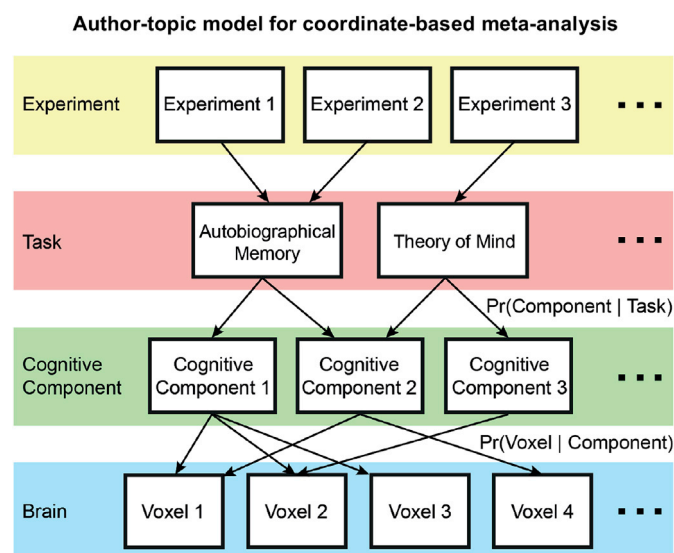 Author-topic model for coordinate-based meta-analysis
Experiment
Experiment 1
Experiment 2
Experiment 3
Task
Autobiographical
Memory
Theory of Mind
Pr(Component | Task)
Cognitive
Component
Cognitive
Component 1
Cognitive
Component 2
Cognitive
Component 3
Pr(Voxel | Component)
Brain
Voxel 1
Voxel 2
Voxel 3
Voxel 4